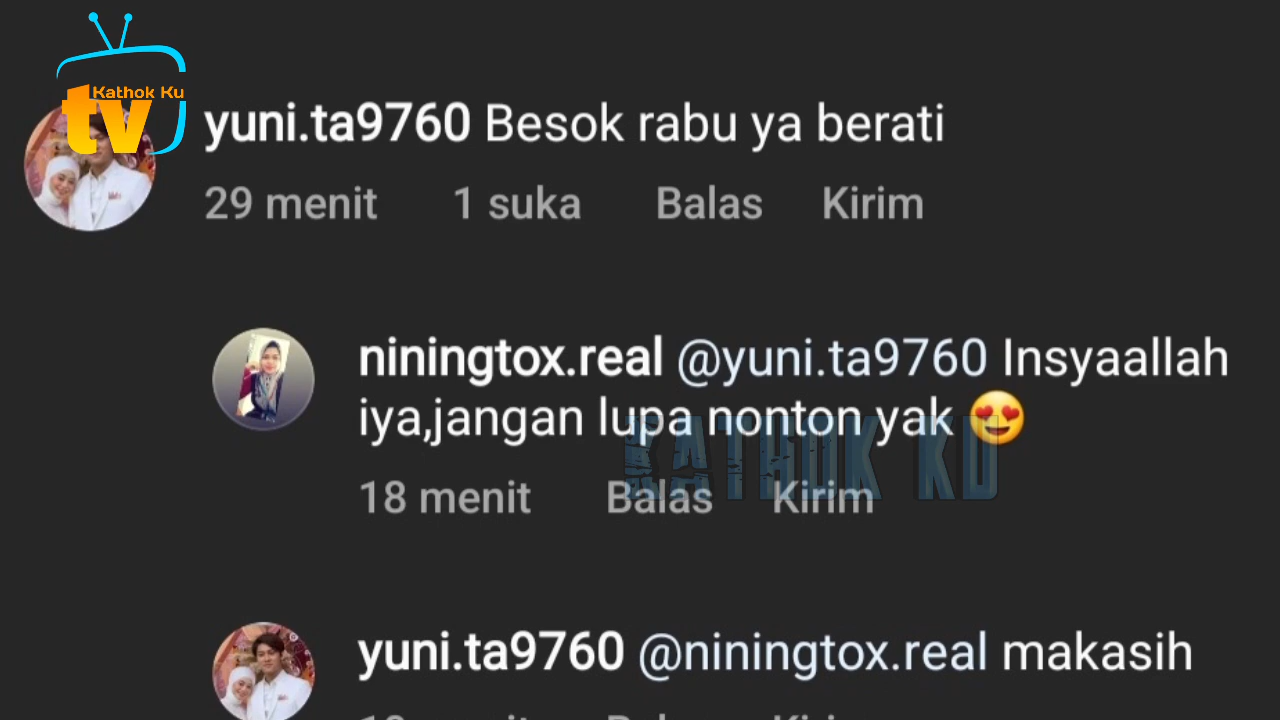 Kathok Ku
tv
yuni.ta9760 Besok rabu ya berati
29 menit 1 suka Balas Kirim
niningtox.real @yuni.ta9760 Insyaallah
iya,jangan lupa nonton yak 😍
KATHOK KU
18 menit Balas Kirim
yuni.ta9760 @niningtox.real makasih